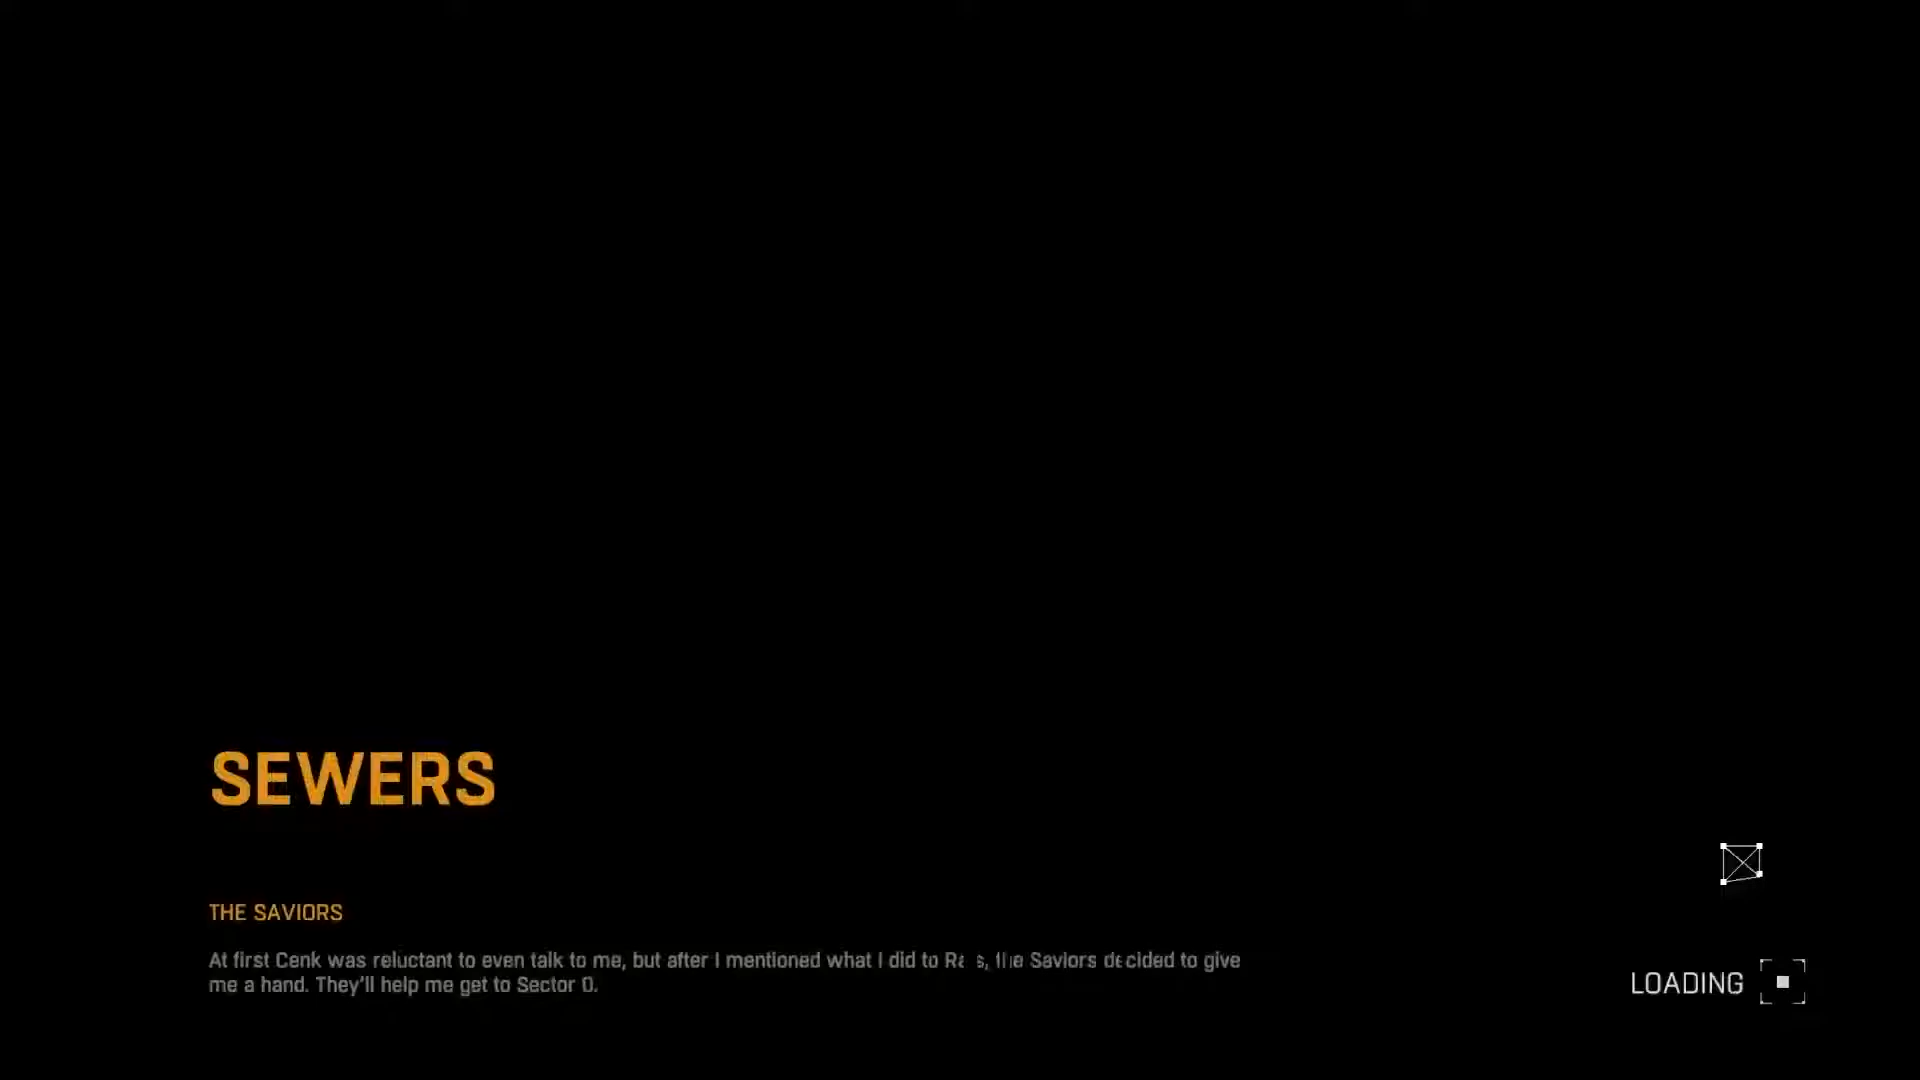 SEWERS
THE SAVIORS
At first Cenk was reluctant to even talk to me, but after I mentioned what I did to Rais, the Saviors decided to give
me a hand. They'll help me get to Sector 0.
LOADING